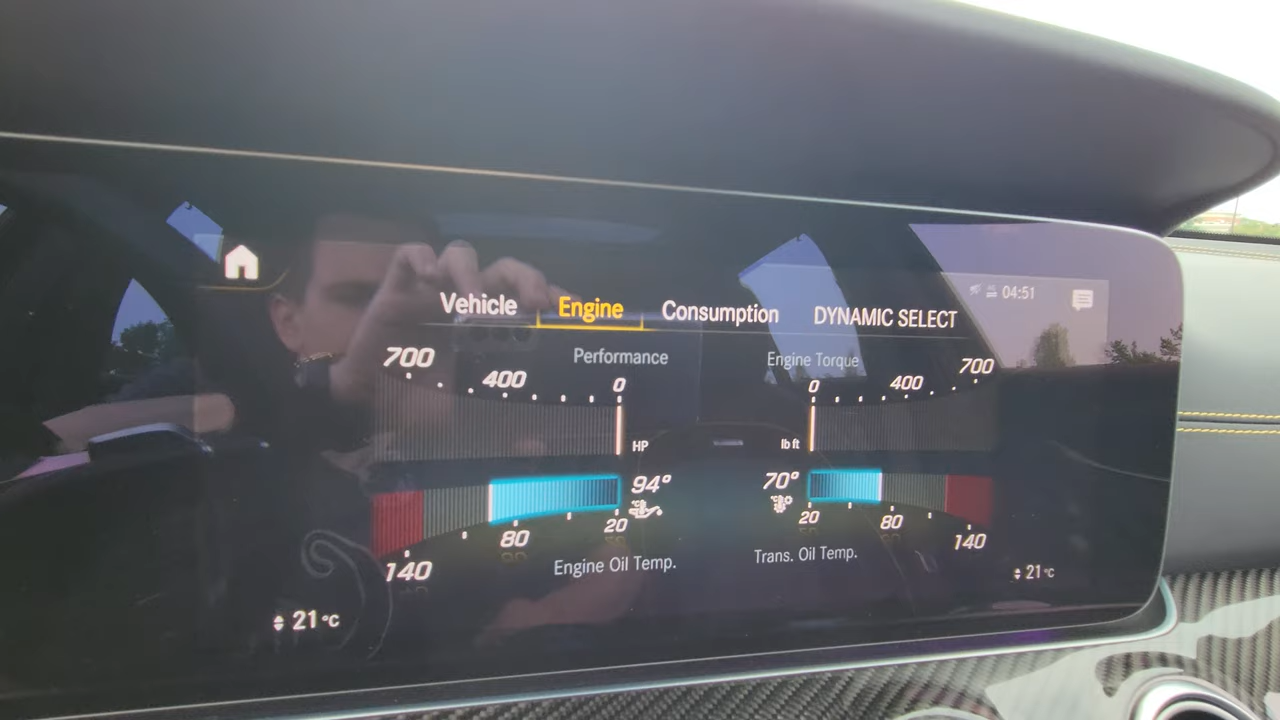 04:51
Vehicle Engine Consumption DYNAMIC SELECT
Performance Engine Torque
700 400 0 0 400 700
HP lb ft
94° 70°
°C °C
140 80 20 20 80 140
Engine Oil Temp. Trans. Oil Temp.
21°C 21°C